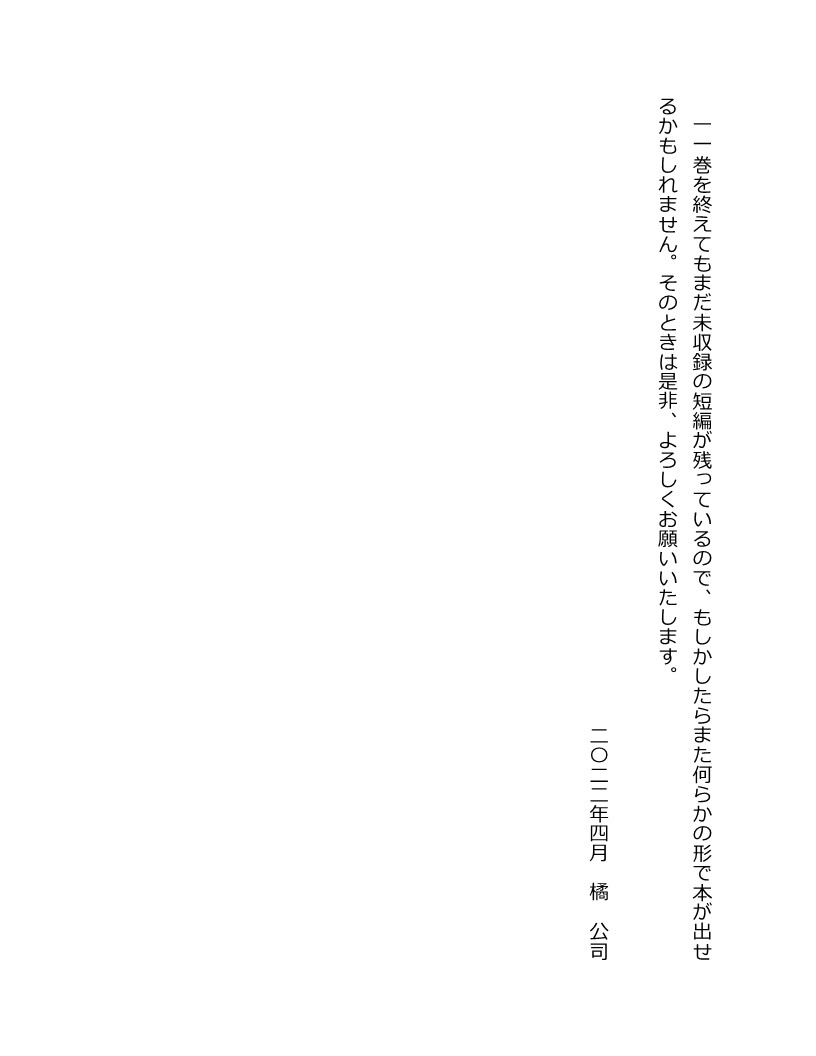 一一巻を終えてもまだ未収録の短編が残っているので、もしかしたらまた何らかの形で本が出せ
るかもしれません。そのときは是非、よろしくお願いいたします。
二〇二二年四月　橘　公司